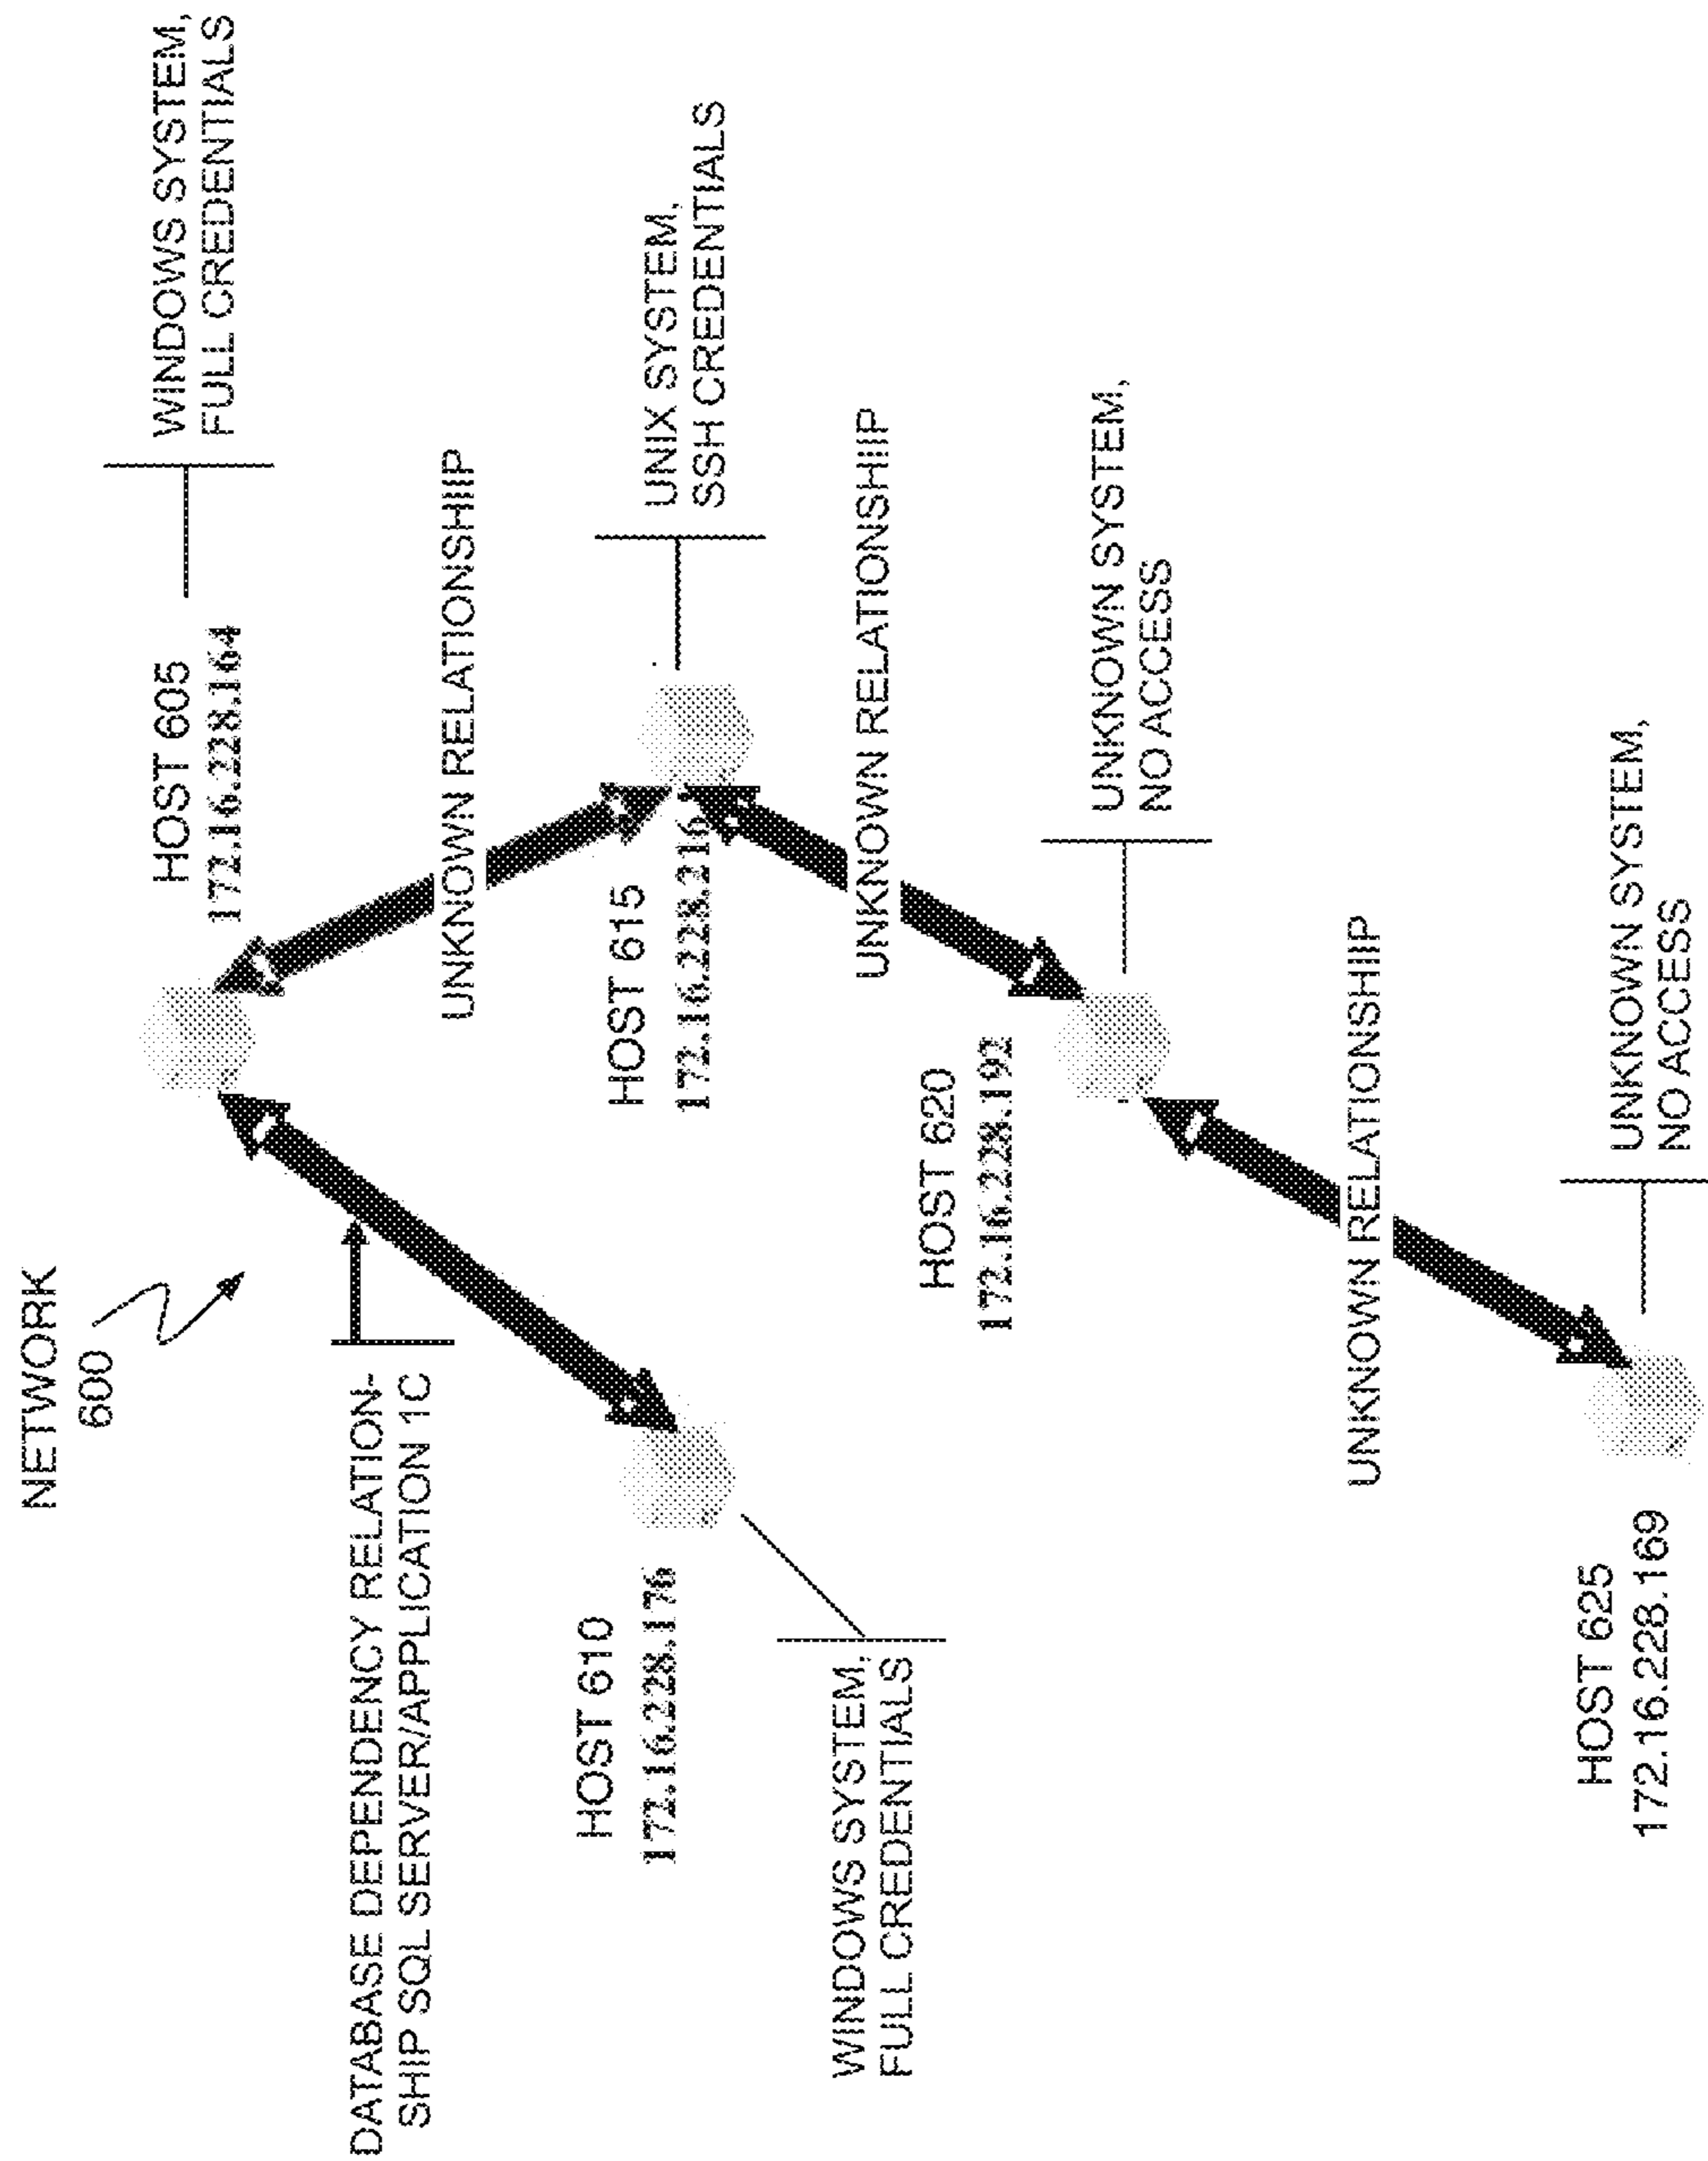 NETWORK
600
HOST 605
172.16.228.164
WINDOWS SYSTEM,
FULL CREDENTIALS
DATABASE DEPENDENCY RELATION-
SHIP SQL SERVER/APPLICATION 1C
UNKNOWN RELATIONSHIP
HOST 610
172.16.228.176
WINDOWS SYSTEM,
FULL CREDENTIALS
HOST 615
172.16.228.216
UNIX SYSTEM,
SSH CREDENTIALS
UNKNOWN RELATIONSHIP
HOST 620
172.16.228.192
UNKNOWN SYSTEM,
NO ACCESS
UNKNOWN RELATIONSHIP
HOST 625
172.16.228.169
UNKNOWN SYSTEM,
NO ACCESS